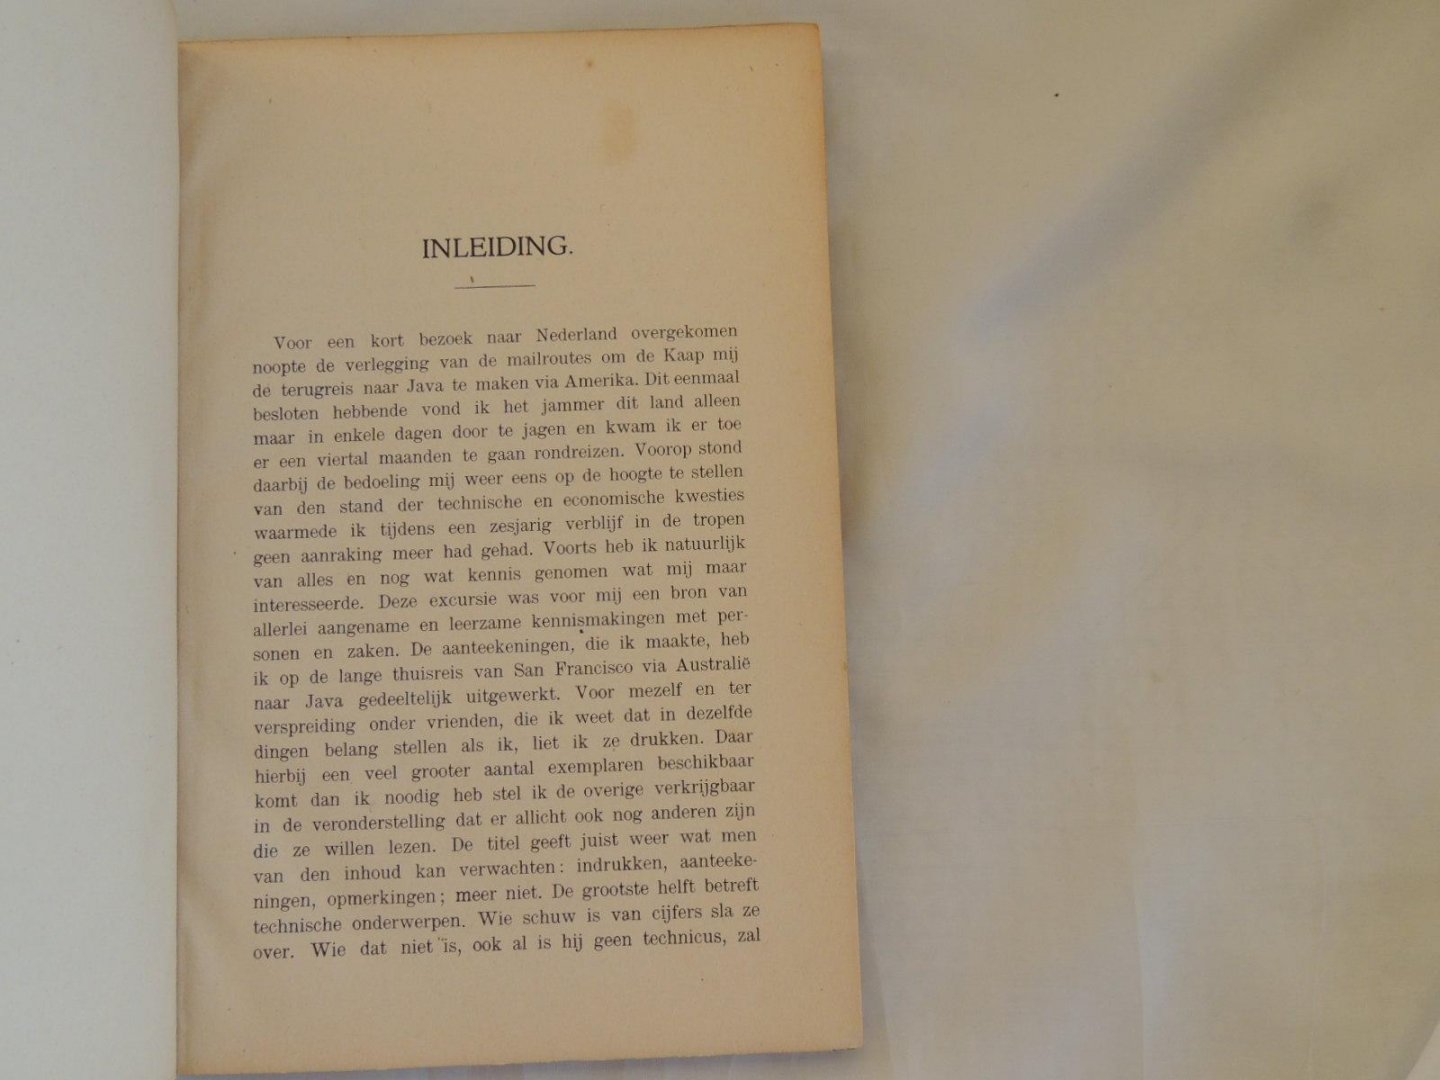 INLEIDING.
Voor een kort bezoek naar Nederland overgekomen
noopte de verlegging van de mailroutes om de Kaap mij
de terugreis naar Java te maken via Amerika. Dit eenmaal
besloten hebbende vond ik het jammer dit land alleen
maar in enkele dagen door te jagen en kwam ik er toe
er een viertal maanden te gaan rondreizen. Voorop stond
daarbij de bedoeling mij weer eens op de hoogte te stellen
van den stand der technische en economische kwesties
waarmede ik tijdens een zesjarig verblijf in de tropen
geen aanraking meer had gehad. Voorts heb ik natuurlijk
van alles en nog wat kennis genomen wat mij maar
interesseerde. Deze excursie was voor mij een bron van
allerlei aangename en leerzame kennismakingen met per-
sonen en zaken. De aanteekeningen, die ik maakte, heb
ik op de lange thuisreis van San Francisco via Australië
naar Java gedeeltelijk uitgewerkt. Voor mezelf en ter
verspreiding onder vrienden, die ik weet dat in dezelfde
dingen belang stellen als ik, liet ik ze drukken. Daar
hierbij een veel grooter aantal exemplaren beschikbaar
komt dan ik noodig heb stel ik de overige verkrijgbaar
in de veronderstelling dat er allicht ook nog anderen zijn
die ze willen lezen. De titel geeft juist weer wat men
van den inhoud kan verwachten: indrukken, aanteeke-
ningen, opmerkingen; meer niet. De grootste helft betreft
technische onderwerpen. Wie schuw is van cijfers sla ze
over. Wie dat niet is, ook al is hij geen technicus, zal